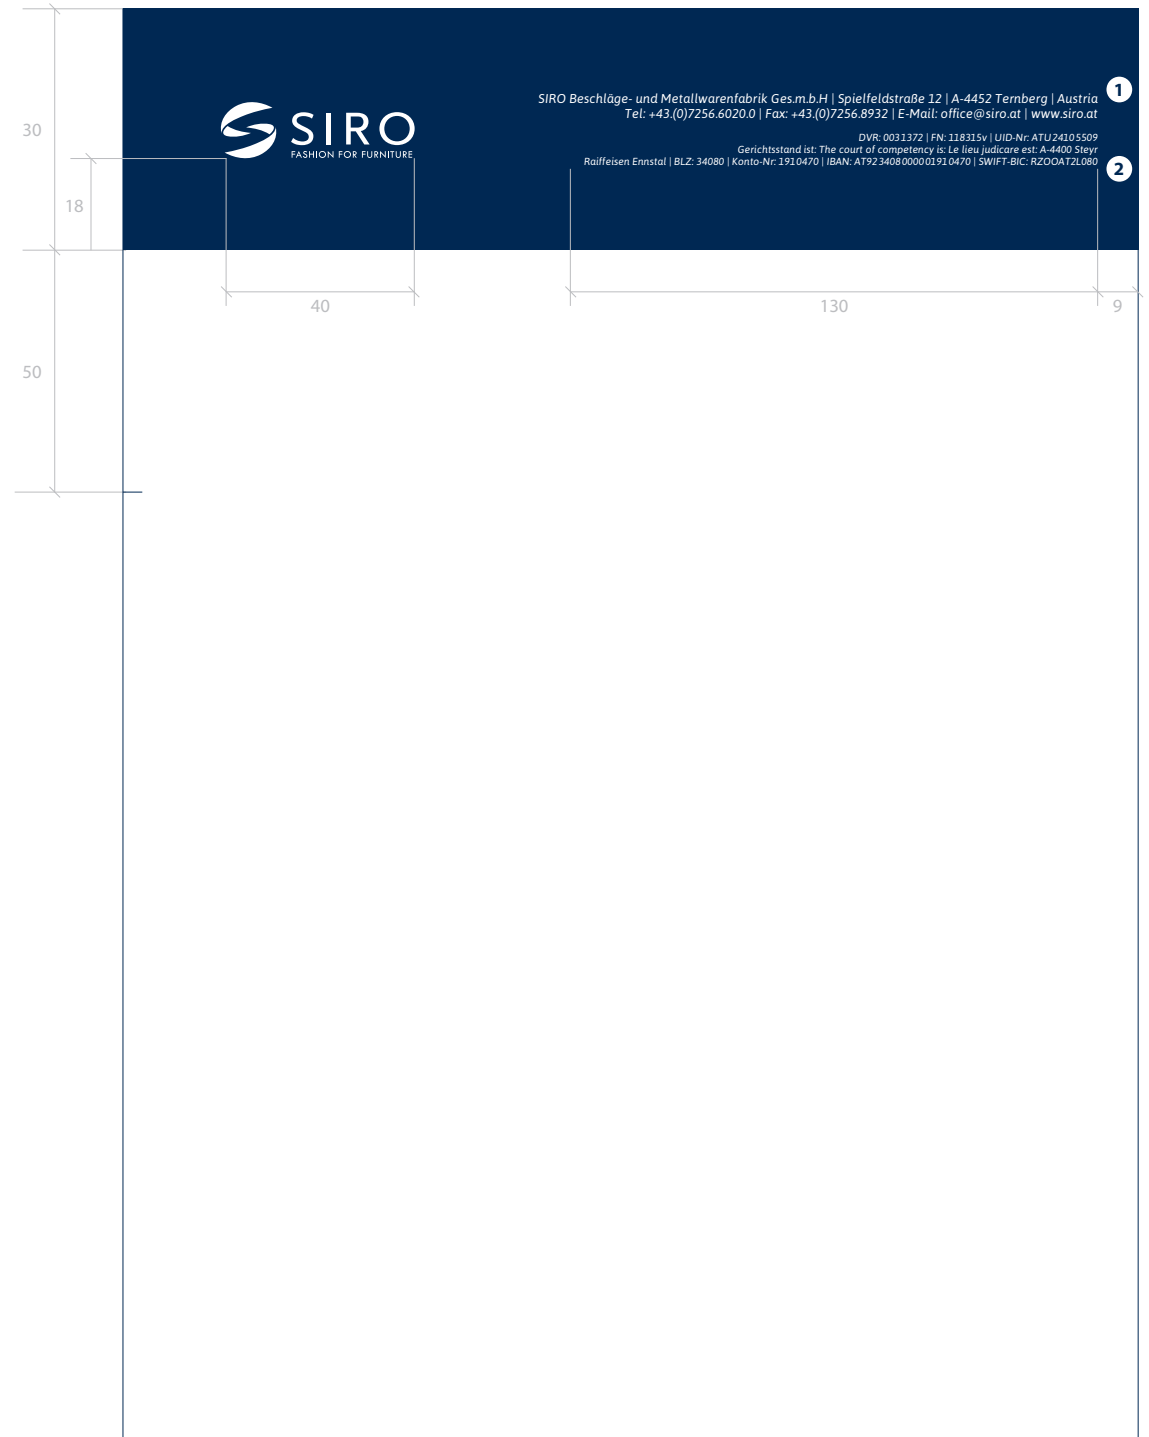 SIRO
FASHION FOR FURNITURE
SIRO Beschläge- und Metallwarenfabrik Ges.m.b.H | Spielfeldstraße 12 | A-4452 Ternberg | Austria
Tel: +43.(0)7256.6020.0 | Fax: +43.(0)7256.8932 | E-Mail: office@siro.at | www.siro.at
1
DVR: 0031372 | FN: 118315v | UID-Nr: ATU24105509
Gerichtsstand ist: The court of competency is: Le lieu judicare est: A-4400 Steyr
Raiffeisen Ennstal | BLZ: 34080 | Konto-Nr: 1910470 | IBAN: AT923408000001910470 | SWIFT-BIC: RZOOAT2L080
2
30
18
40
130
9
50